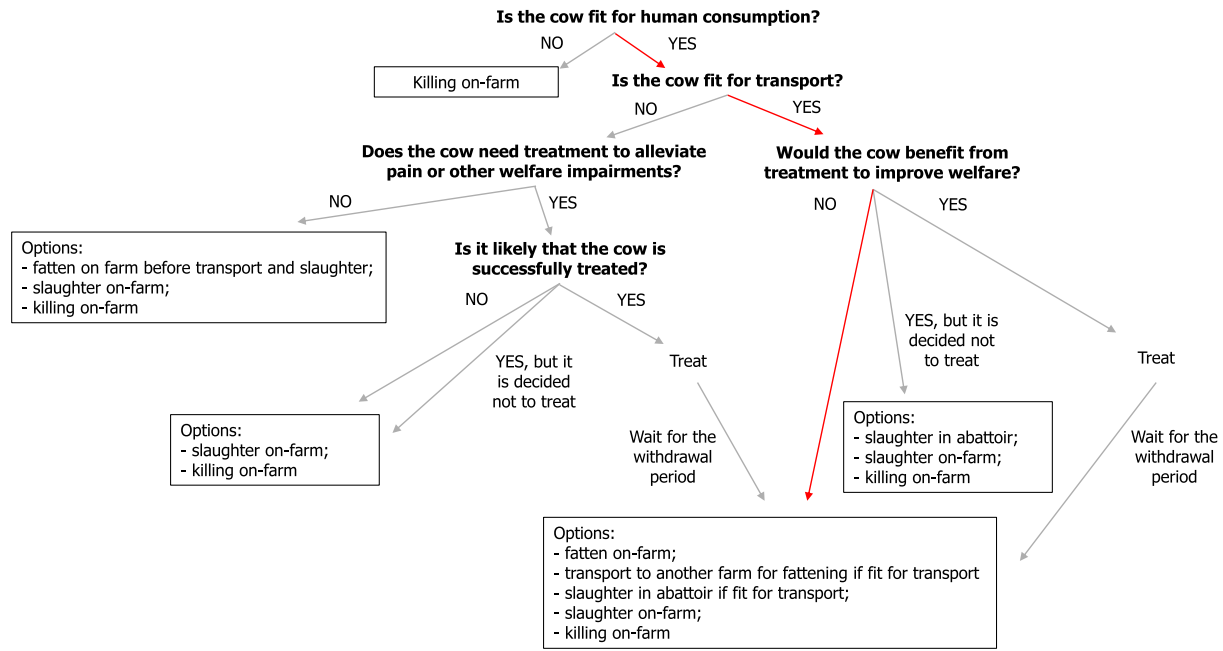 Is the cow fit for human consumption?
NO
YES
Killing on-farm
Is the cow fit for transport?
NO
YES
Does the cow need treatment to alleviate
pain or other welfare impairments?
Would the cow benefit from
treatment to improve welfare?
NO
YES
NO
YES
Options:
- fatten on farm before transport and slaughter;
- slaughter on-farm;
- killing on-farm
Is it likely that the cow is
successfully treated?
NO
YES
YES, but it
is decided
not to treat
Treat
YES, but it is
decided not
to treat
Treat
Options:
- slaughter on-farm;
- killing on-farm
Wait for the
withdrawal
period
Options:
- slaughter in abattoir;
- slaughter on-farm;
- killing on-farm
Wait for the
withdrawal
period
Options:
- fatten on-farm;
- transport to another farm for fattening if fit for transport
- slaughter in abattoir if fit for transport;
- slaughter on-farm;
- killing on-farm